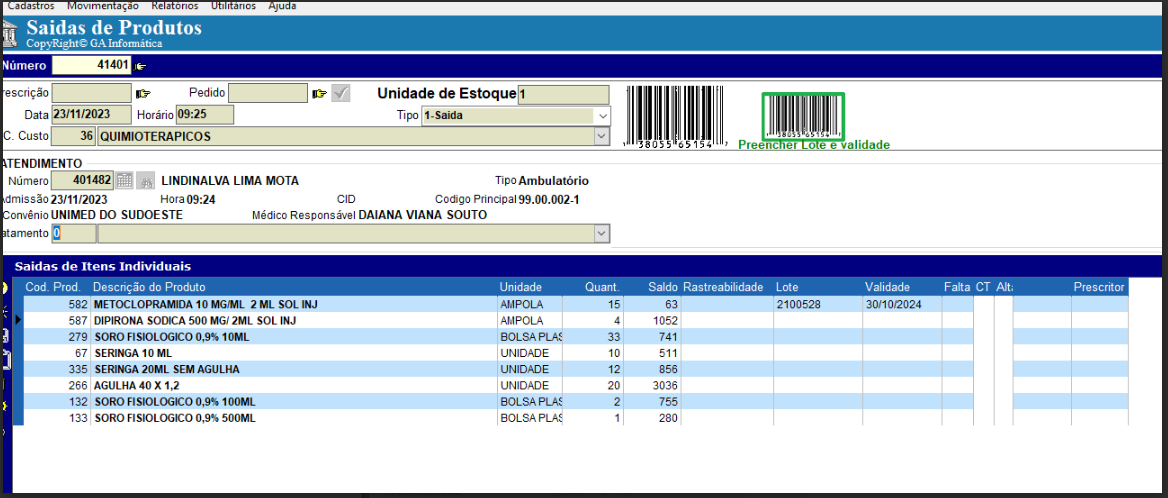 Cadastros Movimentação Relatórios Utilitários Ajuda
Saidas de Produtos
CopyRight© GA Informática
Número 41401
rescrição Pedido Unidade de Estoque 1
Data 23/11/2023 Horário 09:25 Tipo 1-Saida
C. Custo 36 QUIMIOTERAPICOS
38055 65154
38055 65154
Preencher Lote e validade
ATENDIMENTO
Número 401482 LINDINALVA LIMA MOTA Tipo Ambulatório
dmissão 23/11/2023 Hora 09:24 CID Codigo Principal 99.00.002-1
Convênio UNIMED DO SUDOESTE Médico Responsável DAIANA VIANA SOUTO
atamento 0
Saidas de Itens Individuais
Cod. Prod. Descrição do Produto Unidade Quant. Saldo Rastreabilidade Lote Validade Falta CT Alta Prescritor
582 METOCLOPRAMIDA 10 MG/ML 2 ML SOL INJ AMPOLA 15 63 2100528 30/10/2024
587 DIPIRONA SODICA 500 MG/ 2ML SOL INJ AMPOLA 4 1052
279 SORO FISIOLOGICO 0,9% 10ML BOLSA PLAS 33 741
67 SERINGA 10 ML UNIDADE 10 511
335 SERINGA 20ML SEM AGULHA UNIDADE 12 856
266 AGULHA 40 X 1,2 UNIDADE 20 3036
132 SORO FISIOLOGICO 0,9% 100ML BOLSA PLAS 2 755
133 SORO FISIOLOGICO 0,9% 500ML BOLSA PLAS 1 280